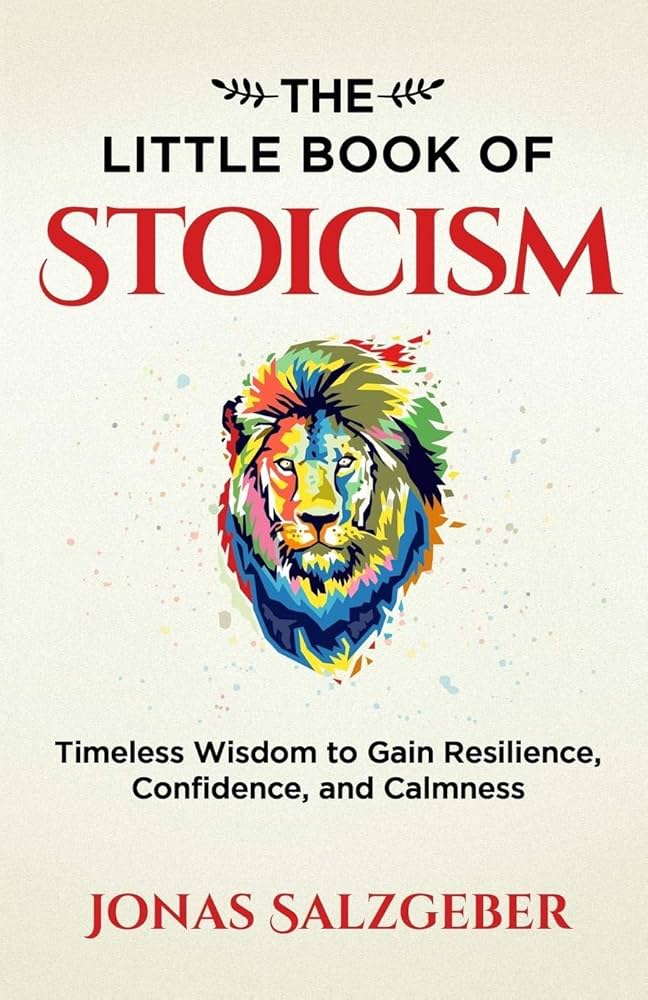 THE
LITTLE BOOK OF
STOICISM
Timeless Wisdom to Gain Resilience,
Confidence, and Calmness
JONAS SALZGEBER